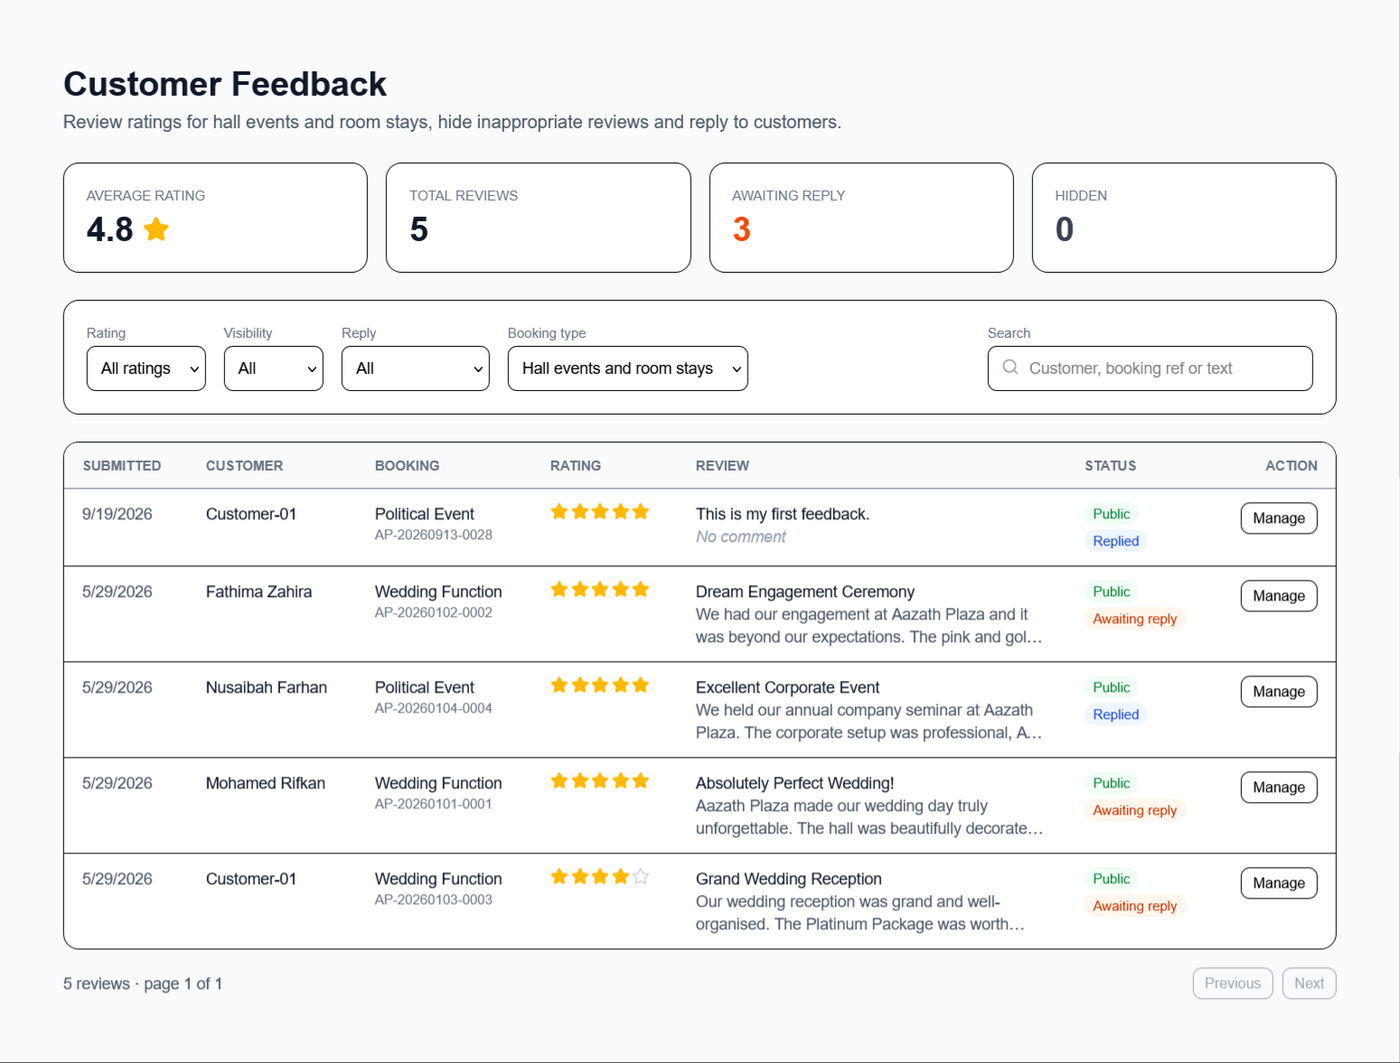 Customer Feedback
Review ratings for hall events and room stays, hide inappropriate reviews and reply to customers.
AVERAGE RATING
4.8
TOTAL REVIEWS
5
AWAITING REPLY
3
HIDDEN
0
Rating
All ratings
Visibility
All
Reply
All
Booking type
Hall events and room stays
Search
Customer, booking ref or text
SUBMITTED CUSTOMER BOOKING RATING REVIEW STATUS ACTION
9/19/2026 Customer-01 Political Event This is my first feedback. Public Manage
AP-20260913-0028 No comment Replied
5/29/2026 Fathima Zahira Wedding Function Dream Engagement Ceremony Public Manage
AP-20260102-0002 We had our engagement at Aazath Plaza and it Awaiting reply
was beyond our expectations. The pink and gol...
5/29/2026 Nusaibah Farhan Political Event Excellent Corporate Event Public Manage
AP-20260104-0004 We held our annual company seminar at Aazath Replied
Plaza. The corporate setup was professional, A...
5/29/2026 Mohamed Rifkan Wedding Function Absolutely Perfect Wedding! Public Manage
AP-20260101-0001 Aazath Plaza made our wedding day truly Awaiting reply
unforgettable. The hall was beautifully decorate...
5/29/2026 Customer-01 Wedding Function Grand Wedding Reception Public Manage
AP-20260103-0003 Our wedding reception was grand and well- Awaiting reply
organised. The Platinum Package was worth...
5 reviews · page 1 of 1 Previous Next